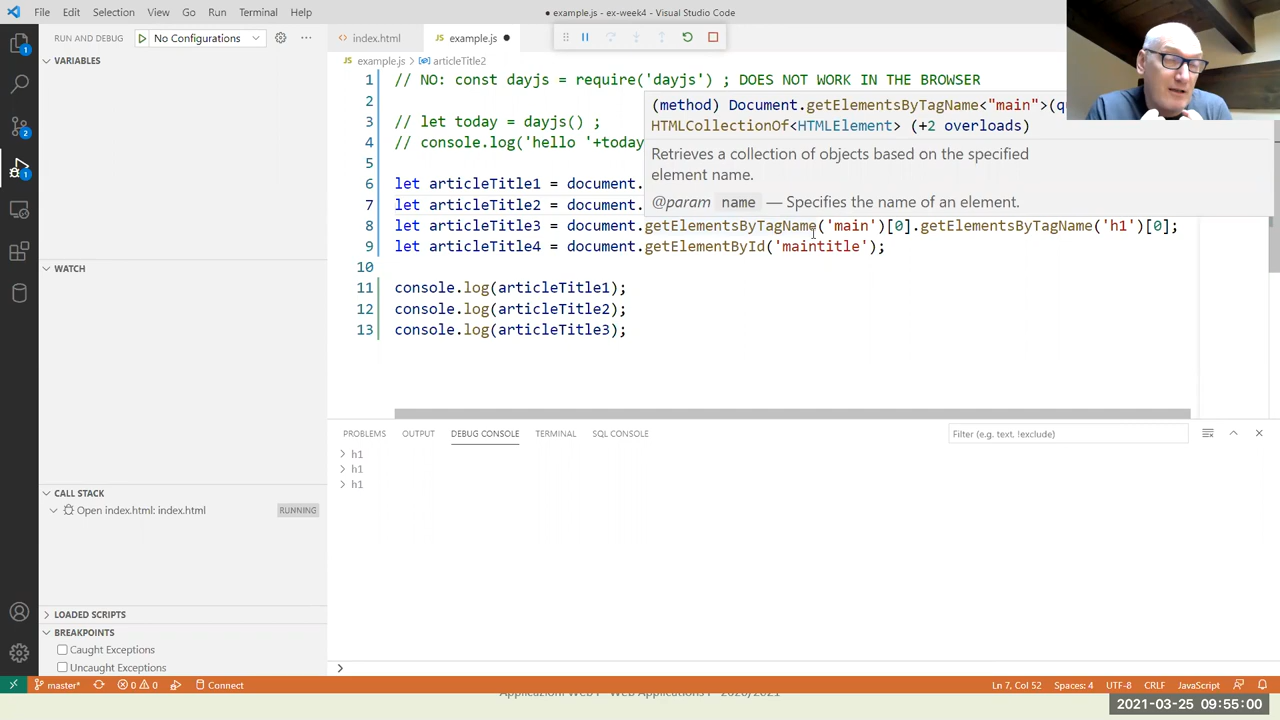 File Edit Selection View Go Run Terminal Help
● example.js - ex-week4 - Visual Studio Code
RUN AND DEBUG No Configurations ···
index.html example.js ●
example.js > articleTitle2
VARIABLES
WATCH
CALL STACK
Open index.html: index.html RUNNING
LOADED SCRIPTS
BREAKPOINTS
Caught Exceptions
Uncaught Exceptions
1 // NO: const dayjs = require('dayjs') ; DOES NOT WORK IN THE BROWSER
2
3 // let today = dayjs() ;
4 // console.log('hello '+today
5
6 let articleTitle1 = document.
7 let articleTitle2 = document.
8 let articleTitle3 = document.getElementsByTagName('main')[0].getElementsByTagName('h1')[0];
9 let articleTitle4 = document.getElementById('maintitle');
10
11 console.log(articleTitle1);
12 console.log(articleTitle2);
13 console.log(articleTitle3);
(method) Document.getElementsByTagName<"main">(
HTMLCollectionOf<HTMLElement> (+2 overloads)
Retrieves a collection of objects based on the specified
element name.
@param name — Specifies the name of an element.
PROBLEMS OUTPUT DEBUG CONSOLE TERMINAL SQL CONSOLE Filter (e.g. text, !exclude)
> h1
> h1
> h1
>
master* 0 0 Connect Ln 7, Col 52 Spaces: 4 UTF-8 CRLF JavaScript
Applicazioni Web I - Web Applications I - 2020/2021
2021-03-25 09:55:00